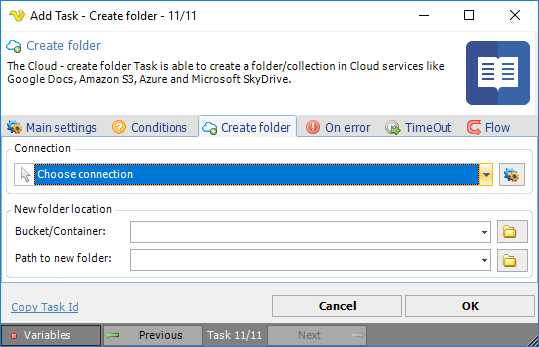 Add Task - Create folder - 11/11
Create folder
The Cloud - create folder Task is able to create a folder/collection in Cloud services like
Google Docs, Amazon S3, Azure and Microsoft SkyDrive.
Main settings Conditions Create folder On error TimeOut Flow
Connection
Choose connection
New folder location
Bucket/Container:
Path to new folder:
Copy Task Id Cancel OK
Variables Previous Task 11/11 Next